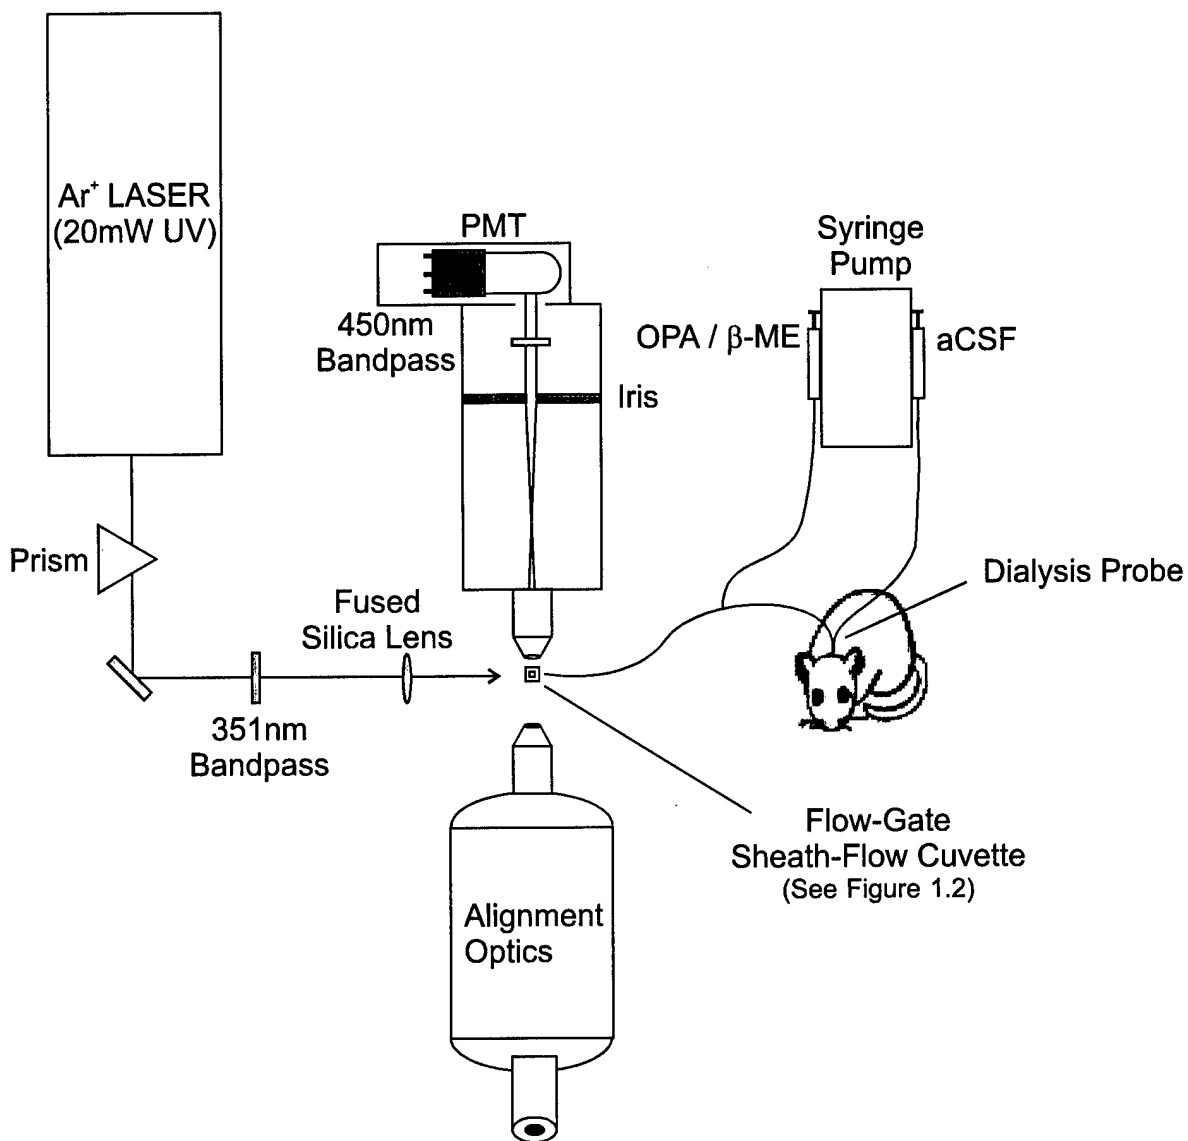 Ar+ LASER
(20mW UV)
PMT
Syringe
Pump
450nm
Bandpass
OPA / β-ME
aCSF
Iris
Prism
Dialysis Probe
Fused
Silica Lens
351nm
Bandpass
Flow-Gate
Sheath-Flow Cuvette
(See Figure 1.2)
Alignment
Optics